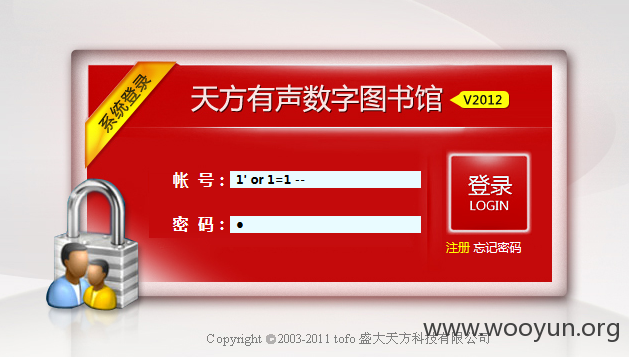 系统登录
天方有声数字图书馆 V2012
帐 号: 1' or 1=1 --
密 码: ●
登录
LOGIN
注册 忘记密码
Copyright ©2003-2011 tofo 盛大天方科技有限公司
www.wooyun.org